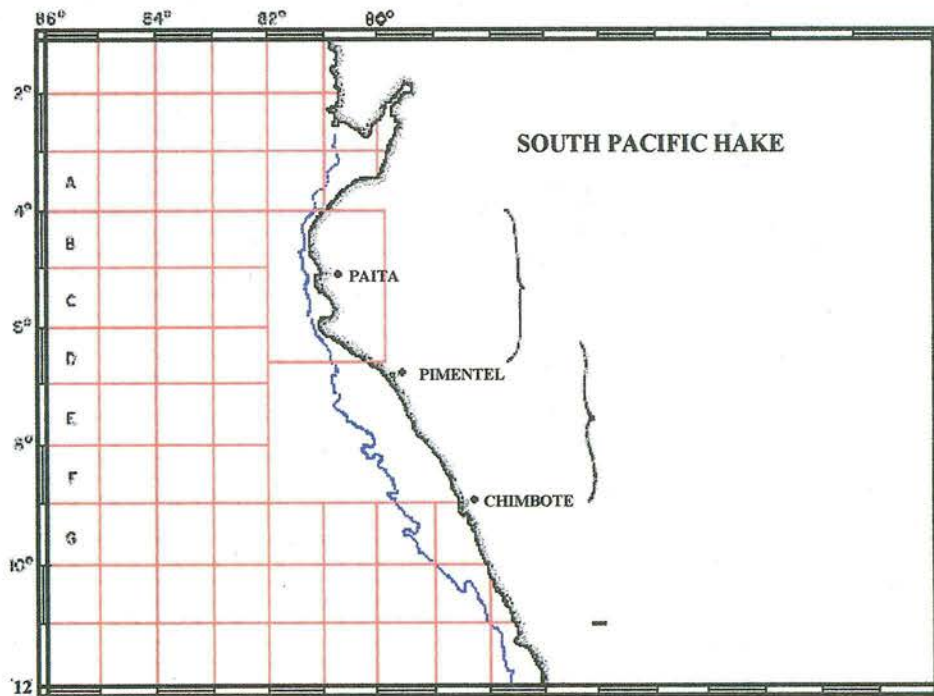 86° 84° 82° 80°
2°
SOUTH PACIFIC HAKE
A
4°
B
PAITA
C
6°
D
PIMENTEL
E
8°
F
CHIMBOTE
G
10°
12